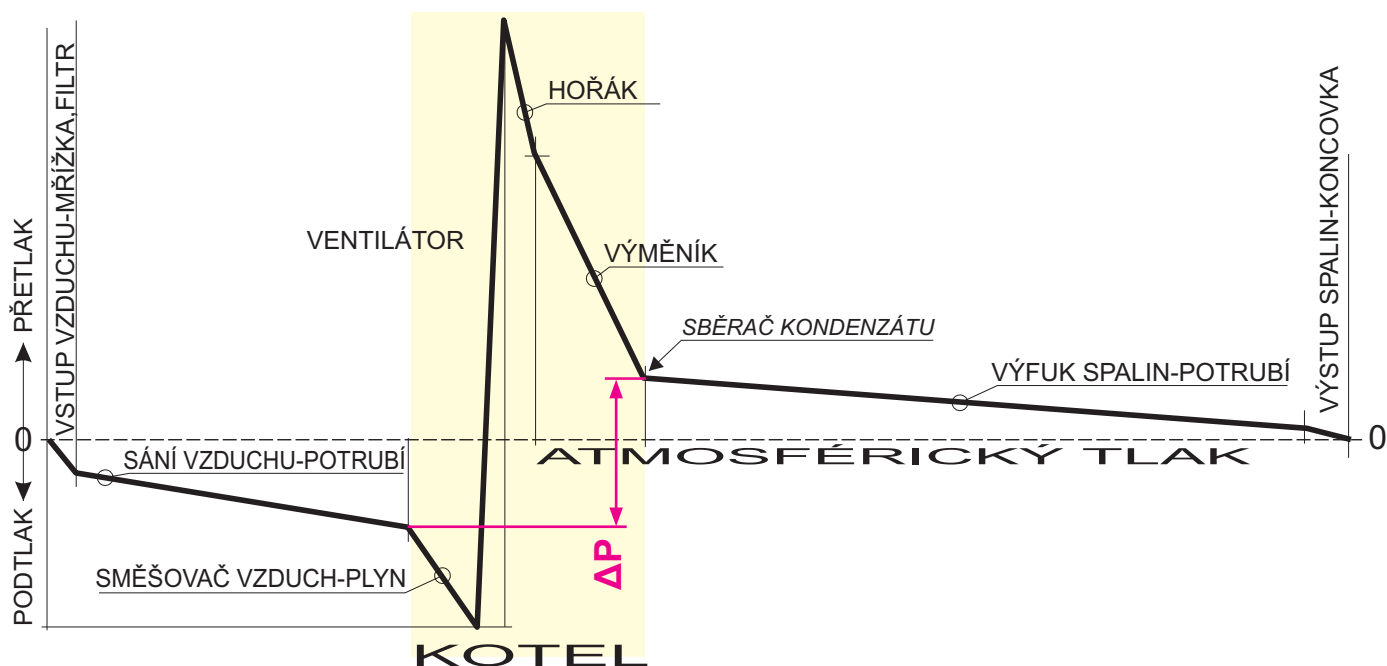 VSTUP VZDUCHU-MŘÍŽKA,FILTR
PŘETLAK
0
PODTLAK
SÁNÍ VZDUCHU-POTRUBÍ
SMĚŠOVAČ VZDUCH-PLYN
VENTILÁTOR
HOŘÁK
VÝMĚNÍK
SBĚRAČ KONDENZÁTU
VÝFUK SPALIN-POTRUBÍ
VÝSTUP SPALIN-KONCOVKA
0
ATMOSFÉRICKÝ TLAK
ΔP
KOTEL